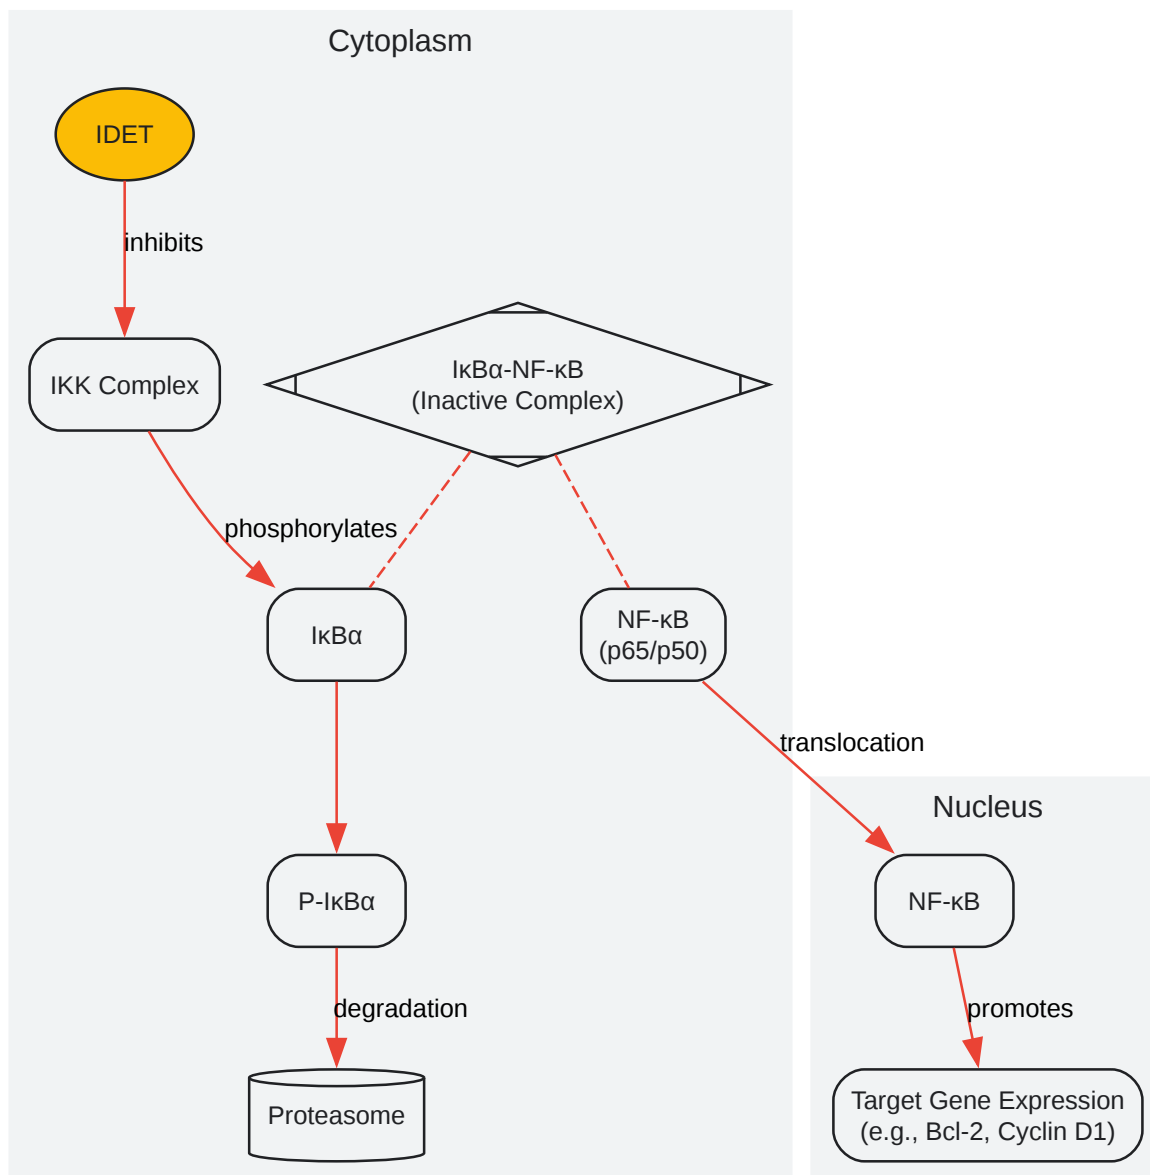 Cytoplasm
IDET
inhibits
IKK Complex
IκBα-NF-κB
(Inactive Complex)
phosphorylates
IκBα
NF-κB
(p65/p50)
translocation
Nucleus
P-IκBα
NF-κB
degradation
promotes
Proteasome
Target Gene Expression
(e.g., Bcl-2, Cyclin D1)